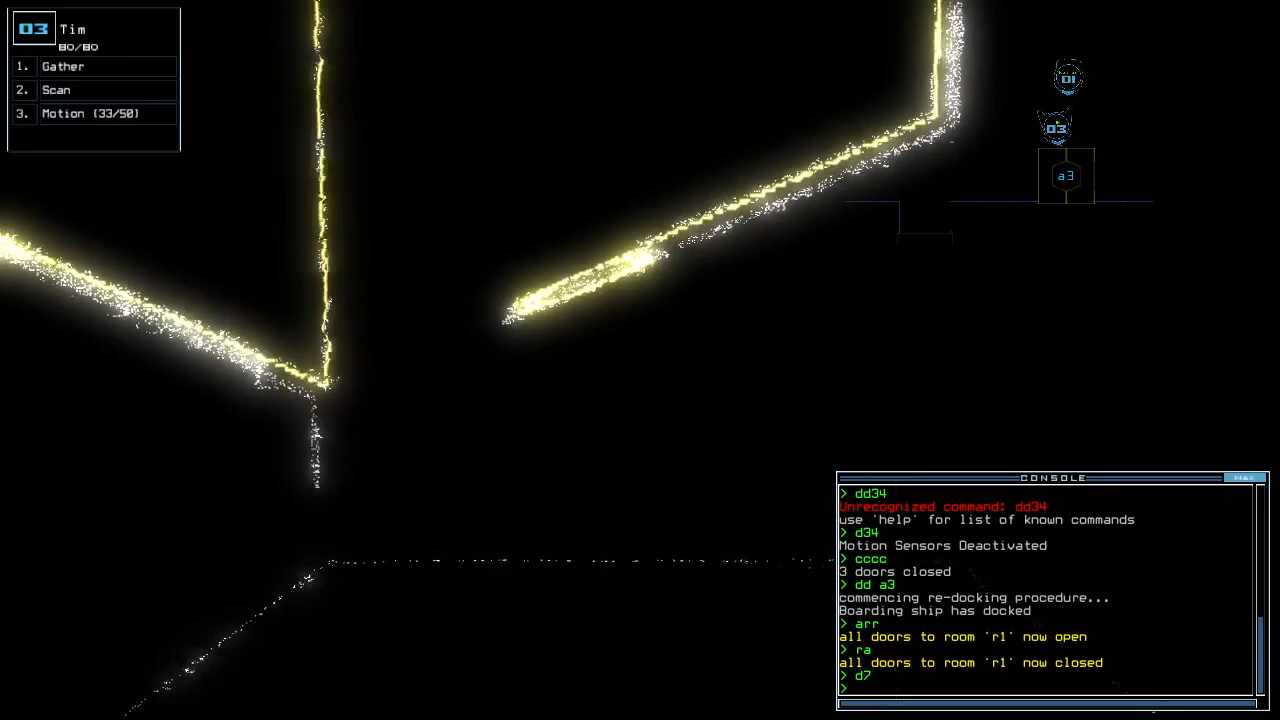 03 Tim
80/80
1. Gather
2. Scan
3. Motion (33/50)
01
03
a3
CONSOLE
MAX
> dd34
Unrecognized command: dd34
use 'help' for list of known commands
> d34
Motion Sensors Deactivated
> cccc
3 doors closed
> dd a3
commencing re-docking procedure...
Boarding ship has docked
> arr
all doors to room 'r1' now open
> ra
all doors to room 'r1' now closed
> d7
>